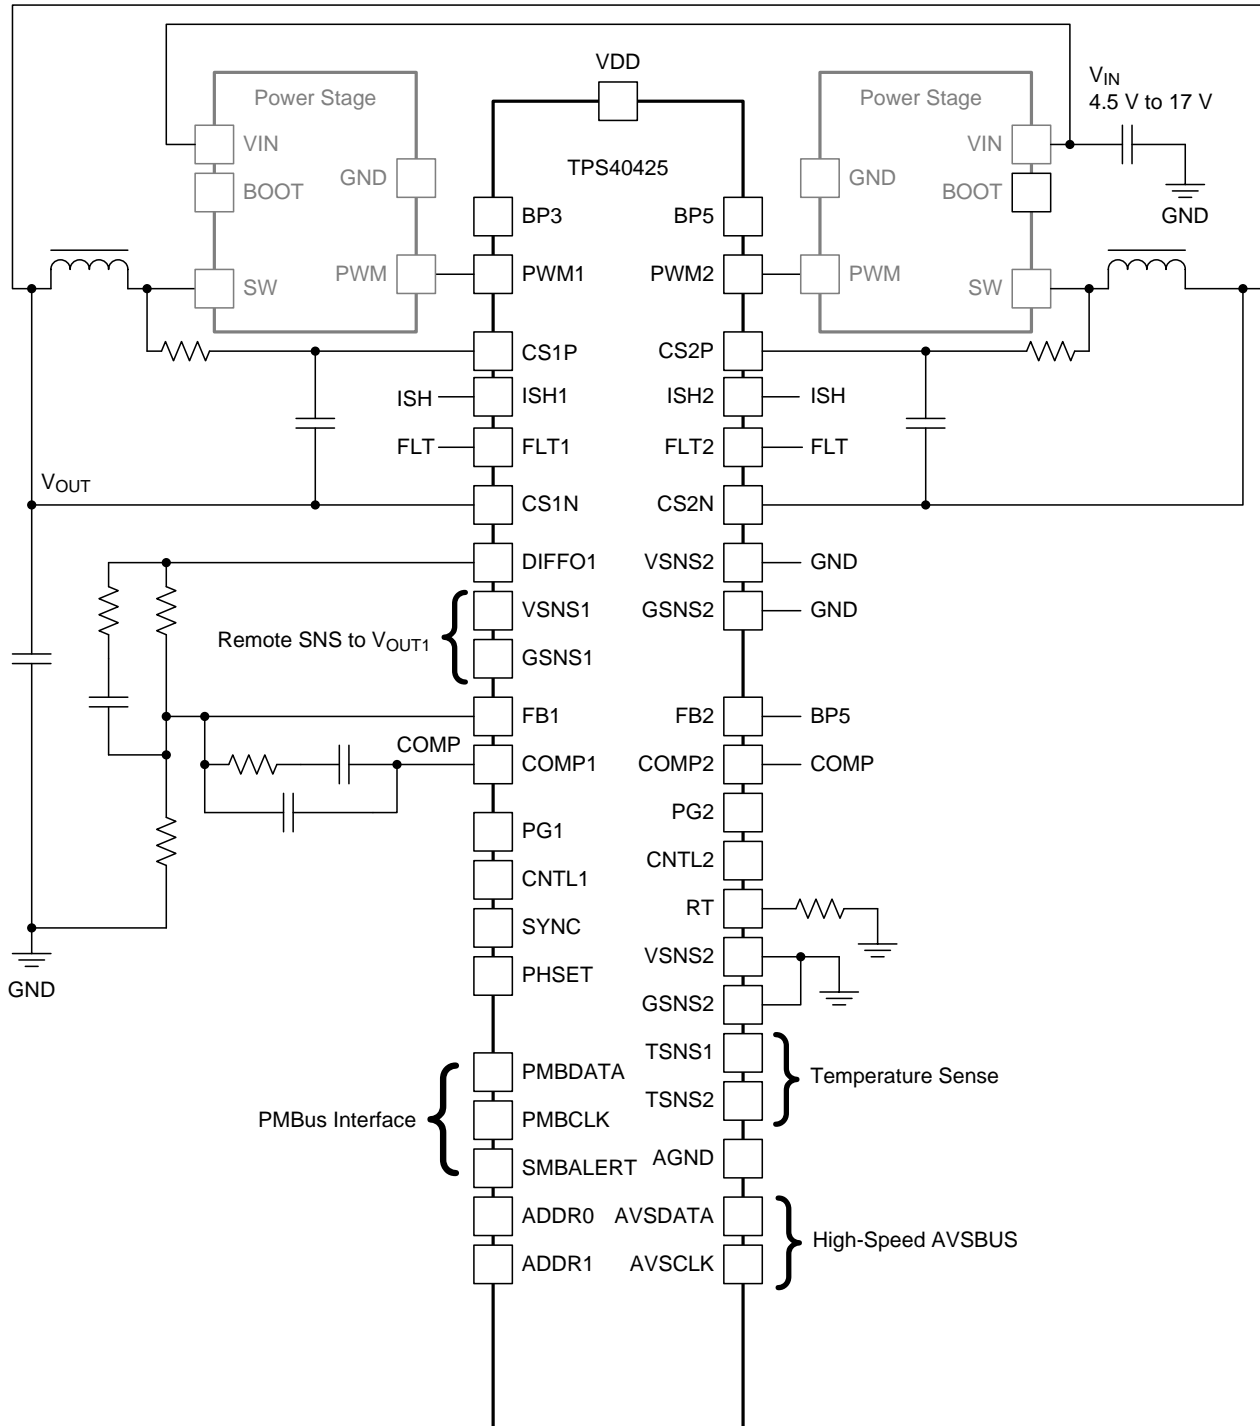 VDD
VIN
4.5 V to 17 V
GND
Power Stage
VIN
BOOT
GND
SW
PWM
Power Stage
VIN
GND
BOOT
PWM
SW
TPS40425
BP3
BP5
PWM1
PWM2
CS1P
CS2P
ISH
ISH1
ISH2
ISH
FLT
FLT1
FLT2
FLT
VOUT
CS1N
CS2N
DIFFO1
VSNS2
GND
VSNS1
GSNS2
GND
Remote SNS to VOUT1
GSNS1
FB1
FB2
BP5
COMP
COMP1
COMP2
COMP
PG1
PG2
CNTL1
CNTL2
SYNC
RT
PHSET
VSNS2
GSNS2
GND
TSNS1
TSNS2
Temperature Sense
PMBDATA
PMBCLK
SMBALERT
PMBus Interface
AGND
ADDR0
AVSDATA
ADDR1
AVSCLK
High-Speed AVSBUS